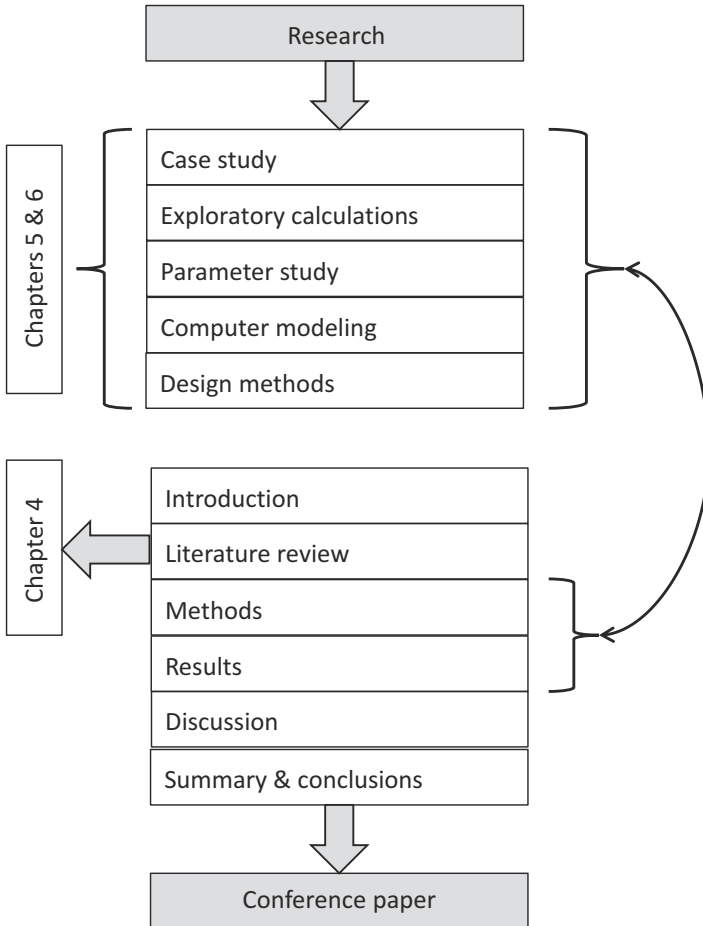 Research
Chapters 5 & 6
Case study
Exploratory calculations
Parameter study
Computer modeling
Design methods
Chapter 4
Introduction
Literature review
Methods
Results
Discussion
Summary & conclusions
Conference paper